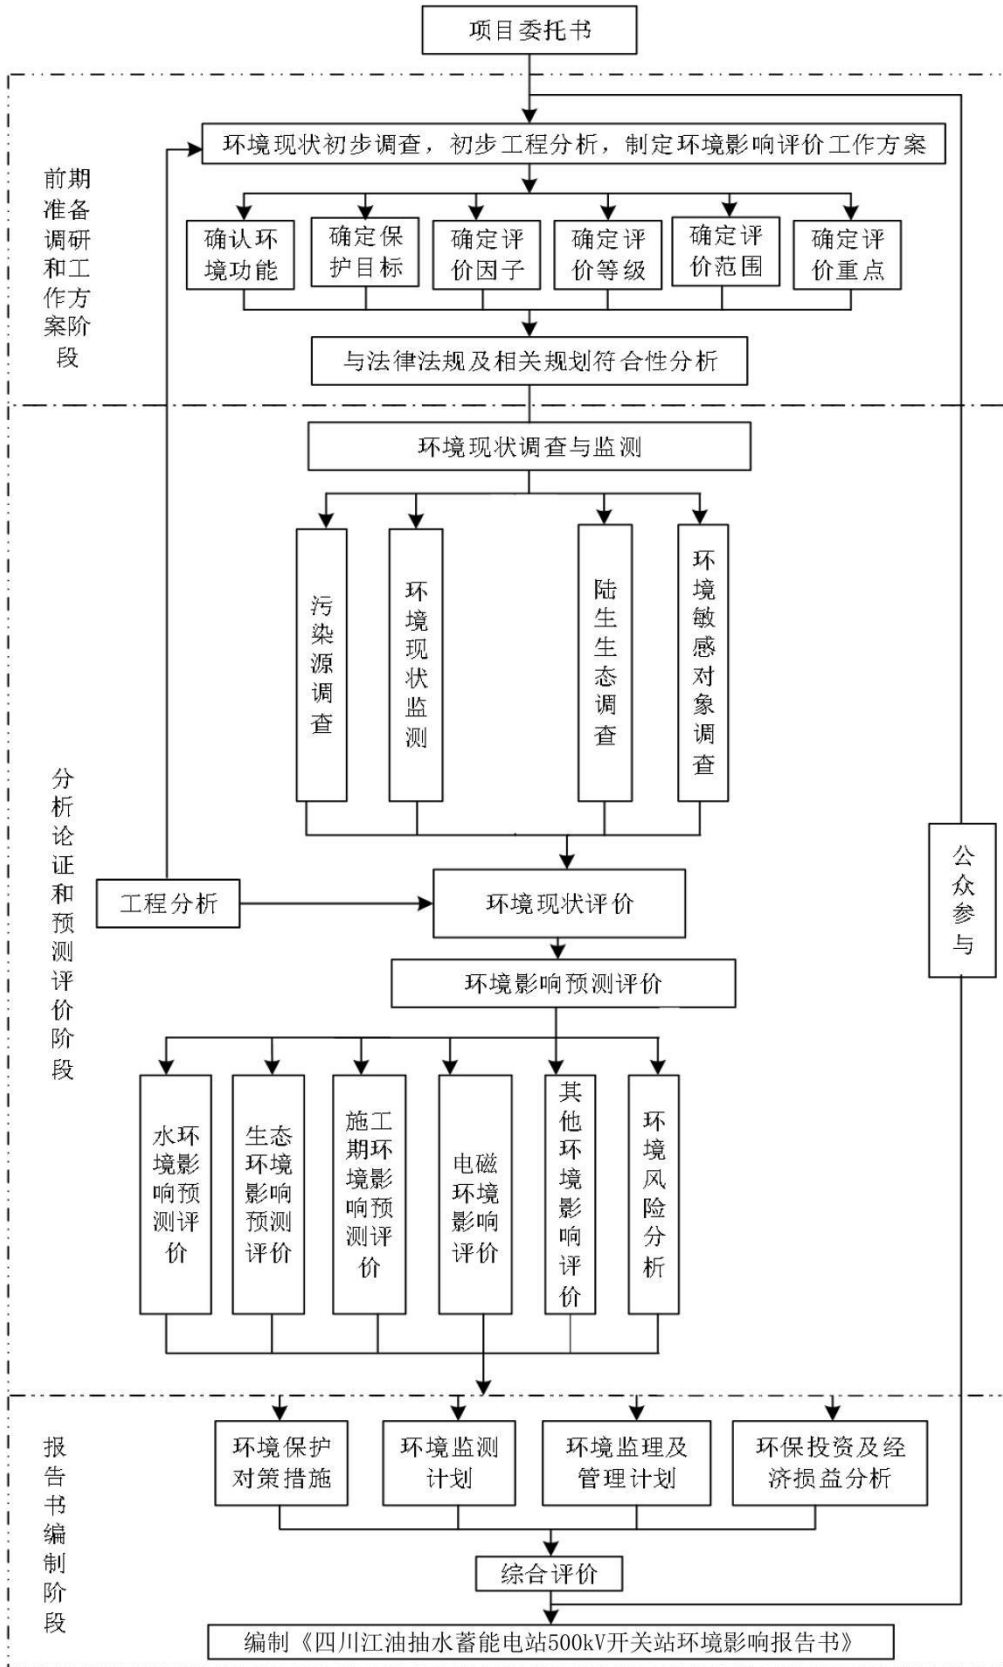 项目委托书
环境现状初步调查，初步工程分析，制定环境影响评价工作方案
前期
准备
调研
和工
作方
案阶
段
确认环
境功能
确定保
护目标
确定评
价因子
确定评
价等级
确定评
价范围
确定评
价重点
与法律法规及相关规划符合性分析
环境现状调查与监测
污染源调查
环境现状监测
陆生生态调查
环境敏感对象调查
分析论证和预测评价阶段
工程分析
环境现状评价
公众参与
环境影响预测评价
水环
境影
响预
测评
价
生态
环境
影响
预测
评价
施工
期环
境影
响预
测评
价
电磁
环境
影响
评价
其他环境影响评价
环境风险分析
报告书编制阶段
环境保护
对策措施
环境监测
计划
环境监理及
管理计划
环保投资及经
济损益分析
综合评价
编制《四川江油抽水蓄能电站500kV开关站环境影响报告书》